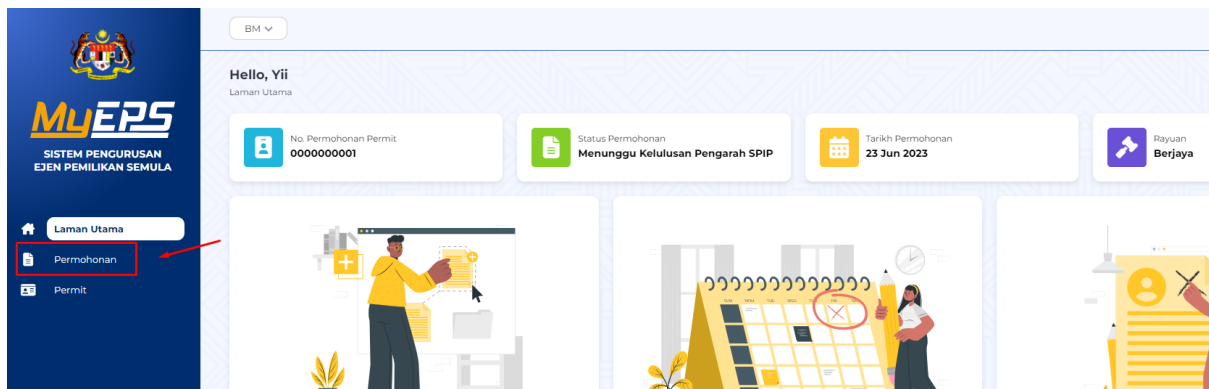 BM
Hello, Yii
Laman Utama
MyEPS
SISTEM PENGURUSAN
EJEN PEMILIKAN SEMULA
Laman Utama
Permohonan
Permit
No. Permohonan Permit
0000000001
Status Permohonan
Menunggu Kelulusan Pengarah SPIP
Tarikh Permohonan
23 Jun 2023
Rayuan
Berjaya